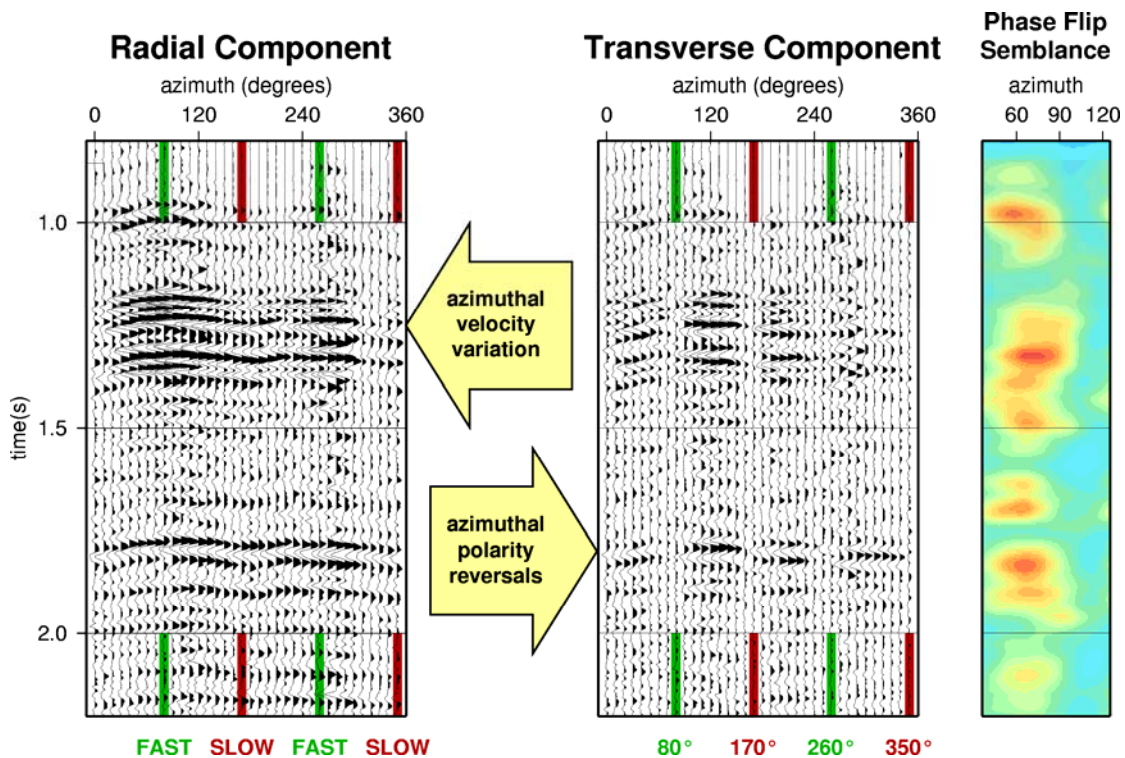 Radial Component
azimuth (degrees)
0 120 240 360
Transverse Component
azimuth (degrees)
0 120 240 360
Phase Flip
Semblance
azimuth
60 90 120
time(s)
1.0
1.5
2.0
azimuthal
velocity
variation
azimuthal
polarity
reversals
FAST SLOW FAST SLOW
80° 170° 260° 350°